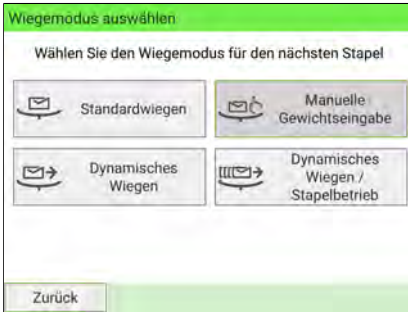 Wiegemodus auswählen
Wählen Sie den Wiegemodus für den nächsten Stapel
Standardwiegen
Manuelle
Gewichtseingabe
Dynamisches
Wiegen
Dynamisches
Wiegen /
Stapelbetrieb
Zurück